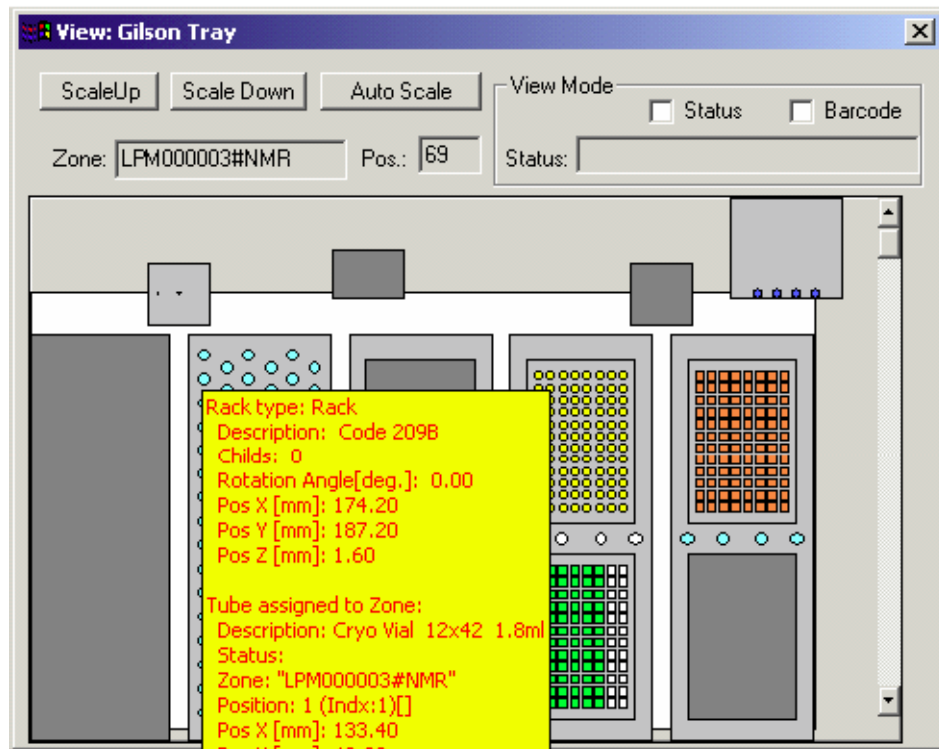 View: Gilson Tray
ScaleUp Scale Down Auto Scale View Mode
Status Barcode
Zone: LPM000003#NMR Pos.: 69 Status:
Rack type: Rack
Description: Code 209B
Childs: 0
Rotation Angle[deg.]: 0.00
Pos X [mm]: 174.20
Pos Y [mm]: 187.20
Pos Z [mm]: 1.60
Tube assigned to Zone:
Description: Cryo Vial 12x42 1.8ml
Status:
Zone: "LPM000003#NMR"
Position: 1 (Indx:1)[]
Pos X [mm]: 133.40